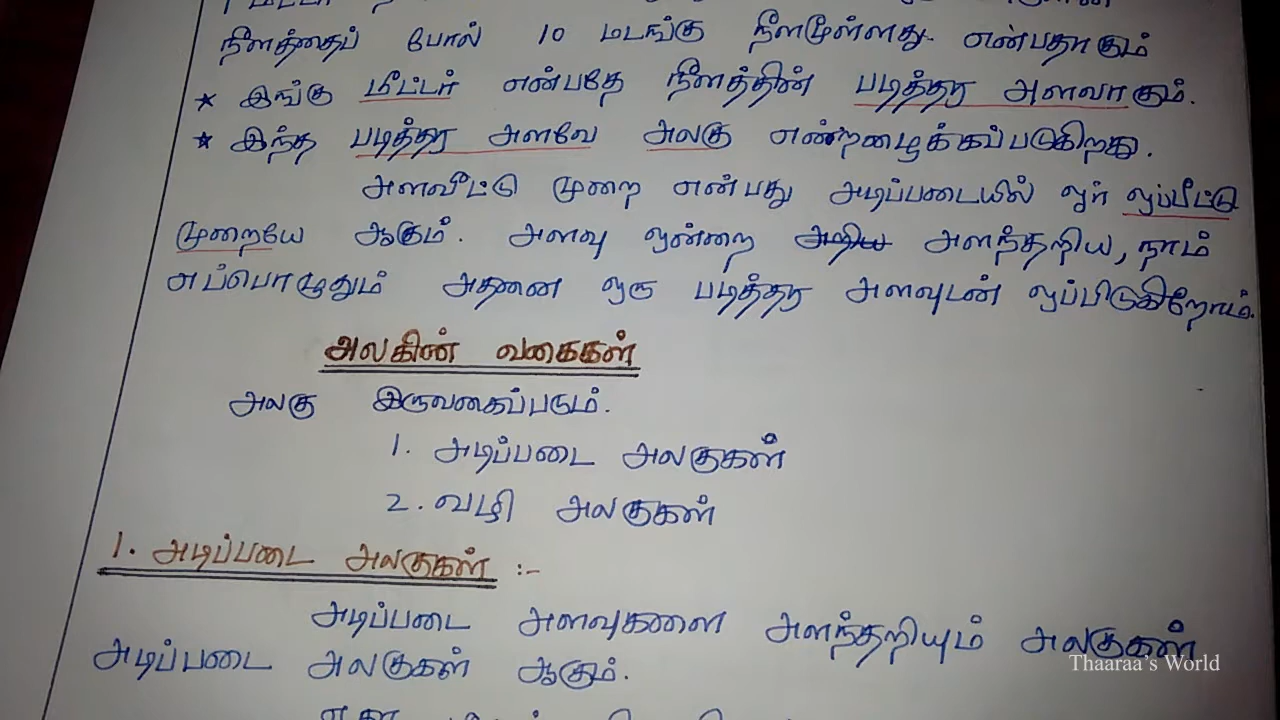 நீளத்தைப் போல் 10 மடங்கு நீளமுள்ளது என்பதாகும்
* இங்கு மீட்டர் என்பதே நீளத்தின் படித்தர அளவாகும்.
* இந்த படித்தர அளவே அலகு என்றழைக்கப்படுகிறது.
அளவீட்டு முறை என்பது அடிப்படையில் ஓர் ஒப்பீட்டு
முறையே ஆகும். அளவு ஒன்றை அறிய அளந்தறிய, நாம்
எப்பொழுதும் அதனை ஒரு படித்தர அளவுடன் ஒப்பிடுகிறோம்.
அலகின் வகைகள்
அலகு இருவகைப்படும்.
1. அடிப்படை அலகுகள்
2. வழி அலகுகள்
1. அடிப்படை அலகுகள் :-
அடிப்படை அளவுகளை அளந்தறியும் அலகுகள்
அடிப்படை அலகுகள் ஆகும்.
Thaaraa's World